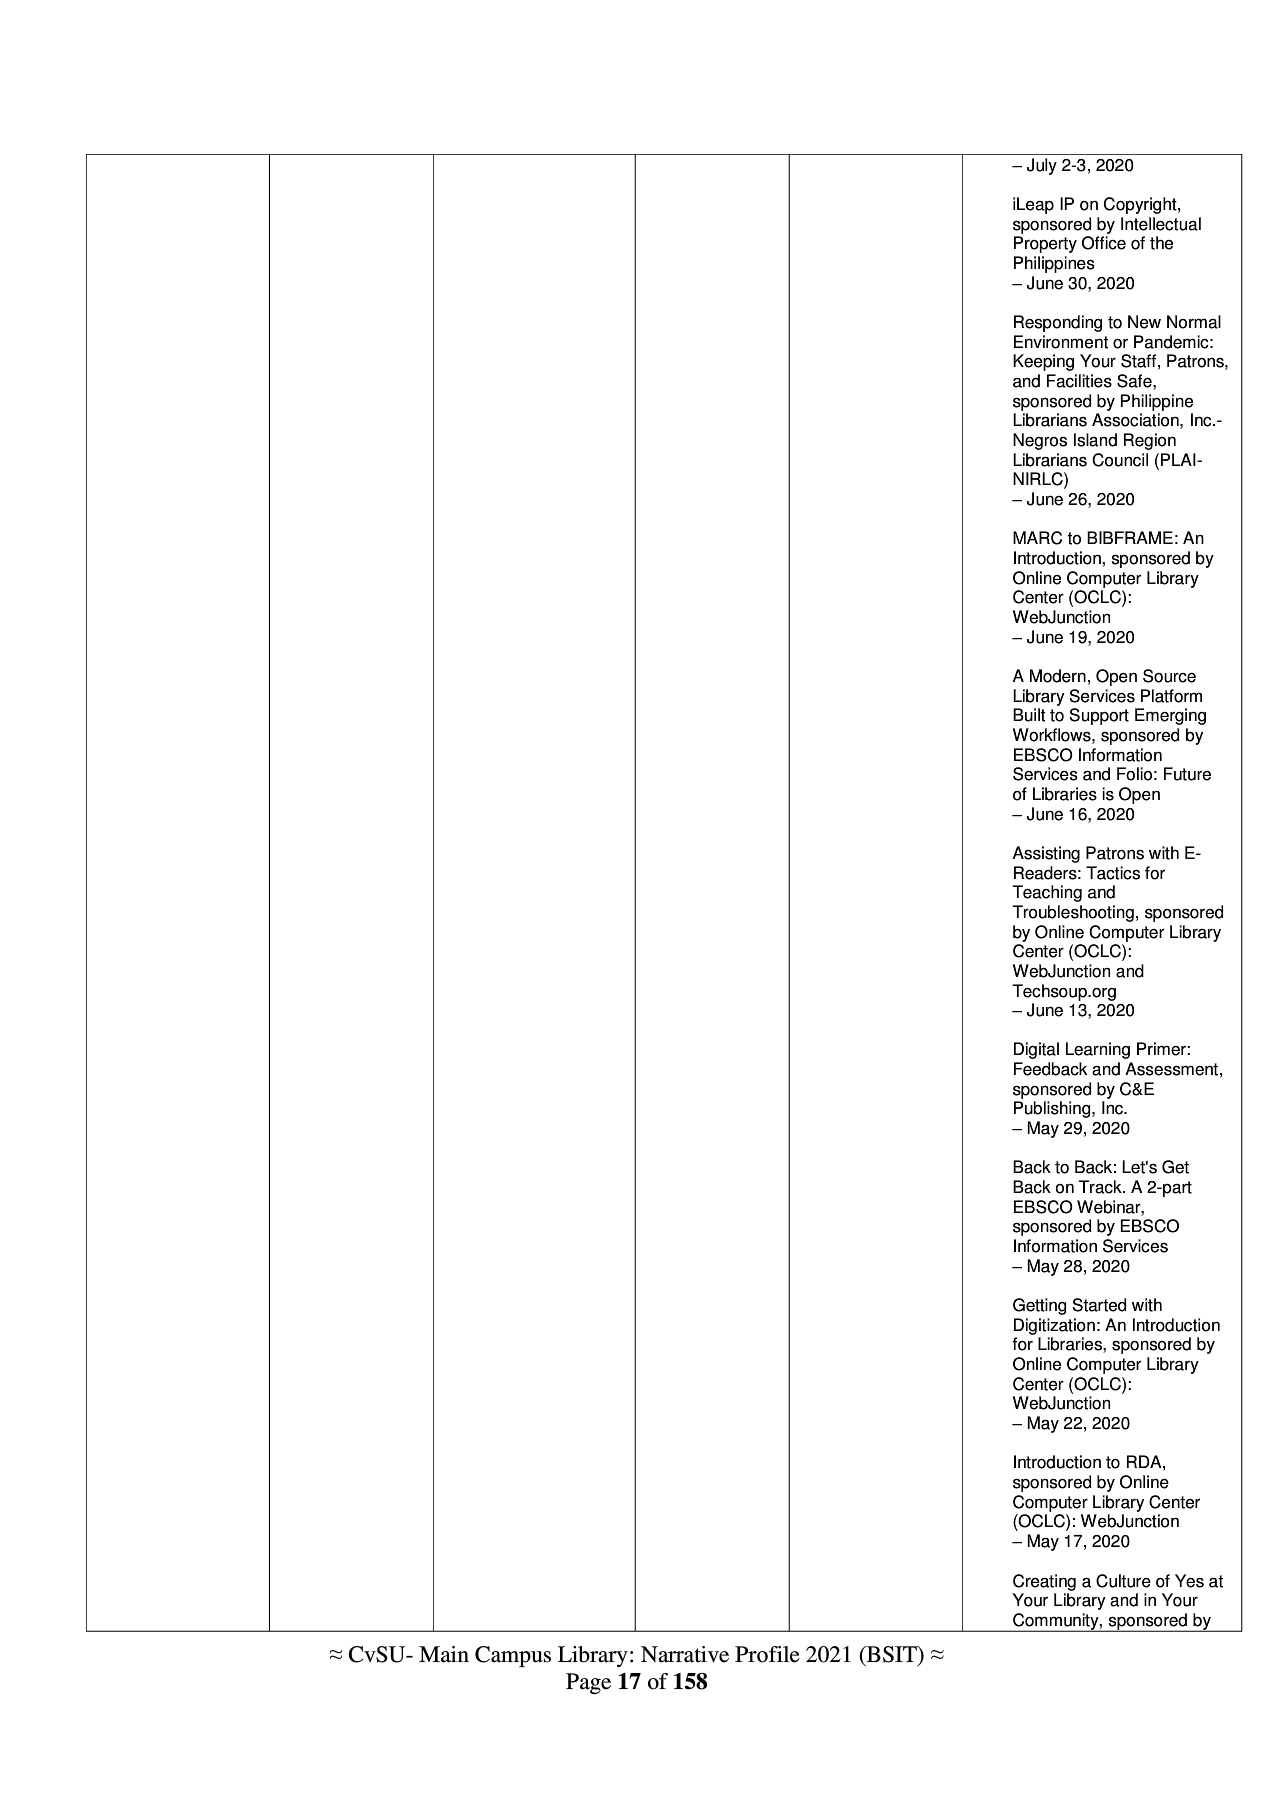 – July 2-3, 2020
iLeap IP on Copyright,
sponsored by Intellectual
Property Office of the
Philippines
– June 30, 2020
Responding to New Normal
Environment or Pandemic:
Keeping Your Staff, Patrons,
and Facilities Safe,
sponsored by Philippine
Librarians Association, Inc.-
Negros Island Region
Librarians Council (PLAI-
NIRLC)
– June 26, 2020
MARC to BIBFRAME: An
Introduction, sponsored by
Online Computer Library
Center (OCLC):
WebJunction
– June 19, 2020
A Modern, Open Source
Library Services Platform
Built to Support Emerging
Workflows, sponsored by
EBSCO Information
Services and Folio: Future
of Libraries is Open
– June 16, 2020
Assisting Patrons with E-
Readers: Tactics for
Teaching and
Troubleshooting, sponsored
by Online Computer Library
Center (OCLC):
WebJunction and
Techsoup.org
– June 13, 2020
Digital Learning Primer:
Feedback and Assessment,
sponsored by C&E
Publishing, Inc.
– May 29, 2020
Back to Back: Let's Get
Back on Track. A 2-part
EBSCO Webinar,
sponsored by EBSCO
Information Services
– May 28, 2020
Getting Started with
Digitization: An Introduction
for Libraries, sponsored by
Online Computer Library
Center (OCLC):
WebJunction
– May 22, 2020
Introduction to RDA,
sponsored by Online
Computer Library Center
(OCLC): WebJunction
– May 17, 2020
Creating a Culture of Yes at
Your Library and in Your
Community, sponsored by
≈ CvSU- Main Campus Library: Narrative Profile 2021 (BSIT) ≈
Page 17 of 158